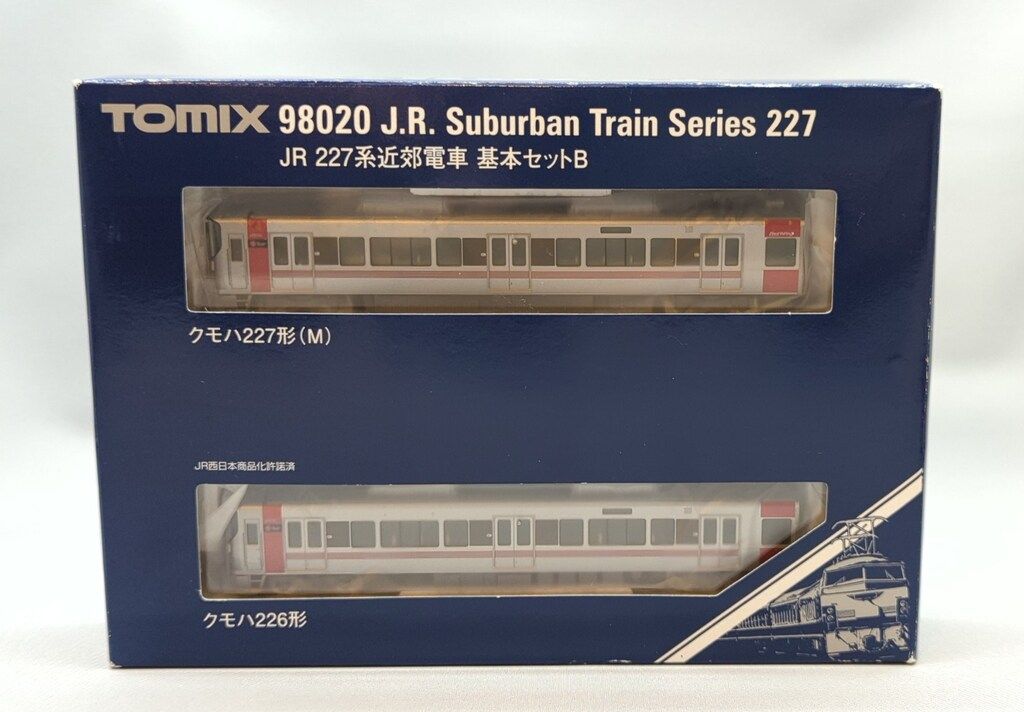 TOMIX 98020 J.R. Suburban Train Series 227
JR 227系近郊電車 基本セットB
クモハ227形(M)
JR西日本商品化許諾済
クモハ226形